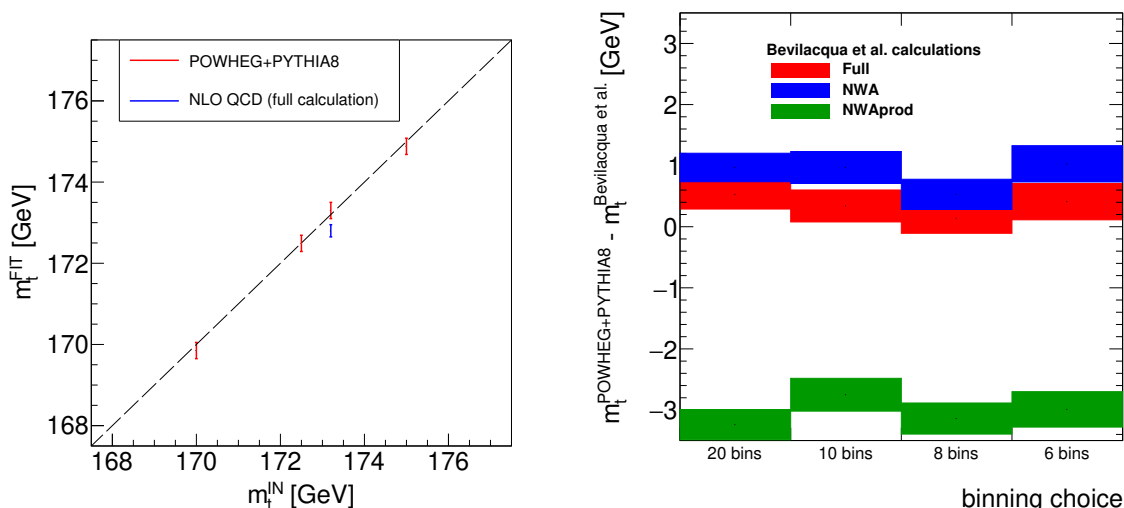 POWHEG+PYTHIA8
NLO QCD (full calculation)
176
174
172
170
168
168 170 172 174 176
m_t^FIT [GeV]
m_t^IN [GeV]
Bevilacqua et al. calculations
Full
NWA
NWAprod
3
2
1
0
−1
−2
−3
m_t^POWHEG+PYTHIA8 - m_t^Bevilacqua et al. [GeV]
20 bins 10 bins 8 bins 6 bins
binning choice